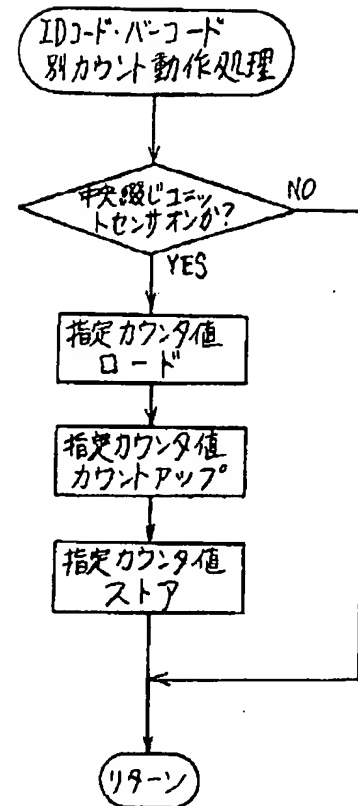 IDコード・バーコード
別カウント動作処理
中央綴じユニッ
トセンサオンか?
NO
YES
指定カウンタ値
ロード
指定カウンタ値
カウントアップ
指定カウンタ値
ストア
リターン